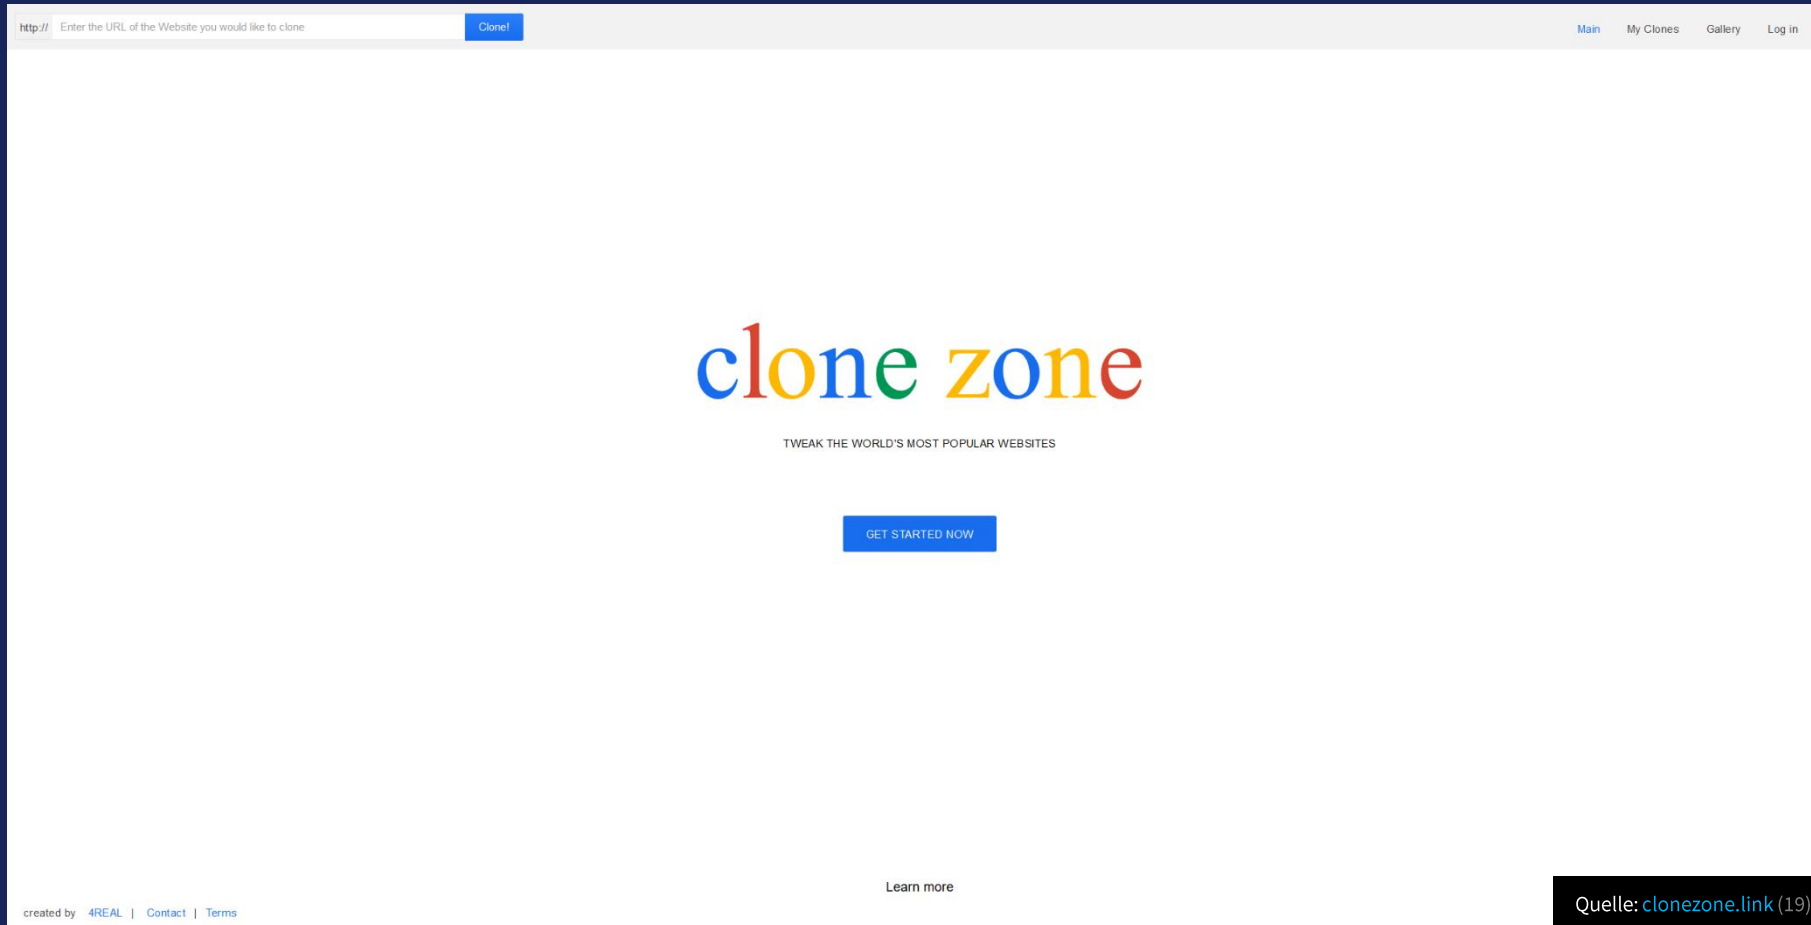 http:// Enter the URL of the Website you would like to clone Clone! Main My Clones Gallery Log in
clone zone
TWEAK THE WORLD'S MOST POPULAR WEBSITES
GET STARTED NOW
Learn more
created by 4REAL | Contact | Terms
Quelle: clonezone.link (19)